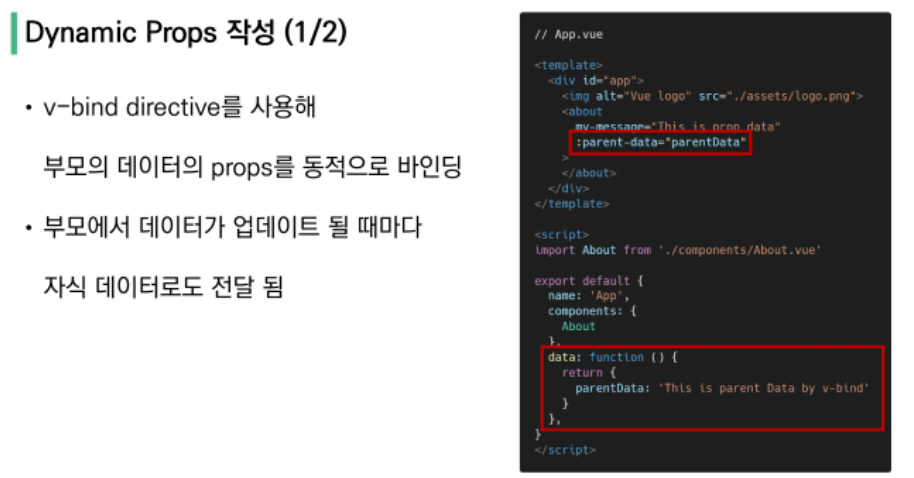 Dynamic Props 작성 (1/2)
• v-bind directive를 사용해
부모의 데이터의 props를 동적으로 바인딩
• 부모에서 데이터가 업데이트 될 때마다
자식 데이터로도 전달 됨
// App.vue
<template>
<div id="app">
<img alt="Vue logo" src="./assets/logo.png">
<about
my-message="This is prop data"
:parent-data="parentData"
>
</about>
</div>
</template>
<script>
import About from './components/About.vue'
export default {
name: 'App',
components: {
About
},
data: function () {
return {
parentData: 'This is parent Data by v-bind'
}
},
}
</script>